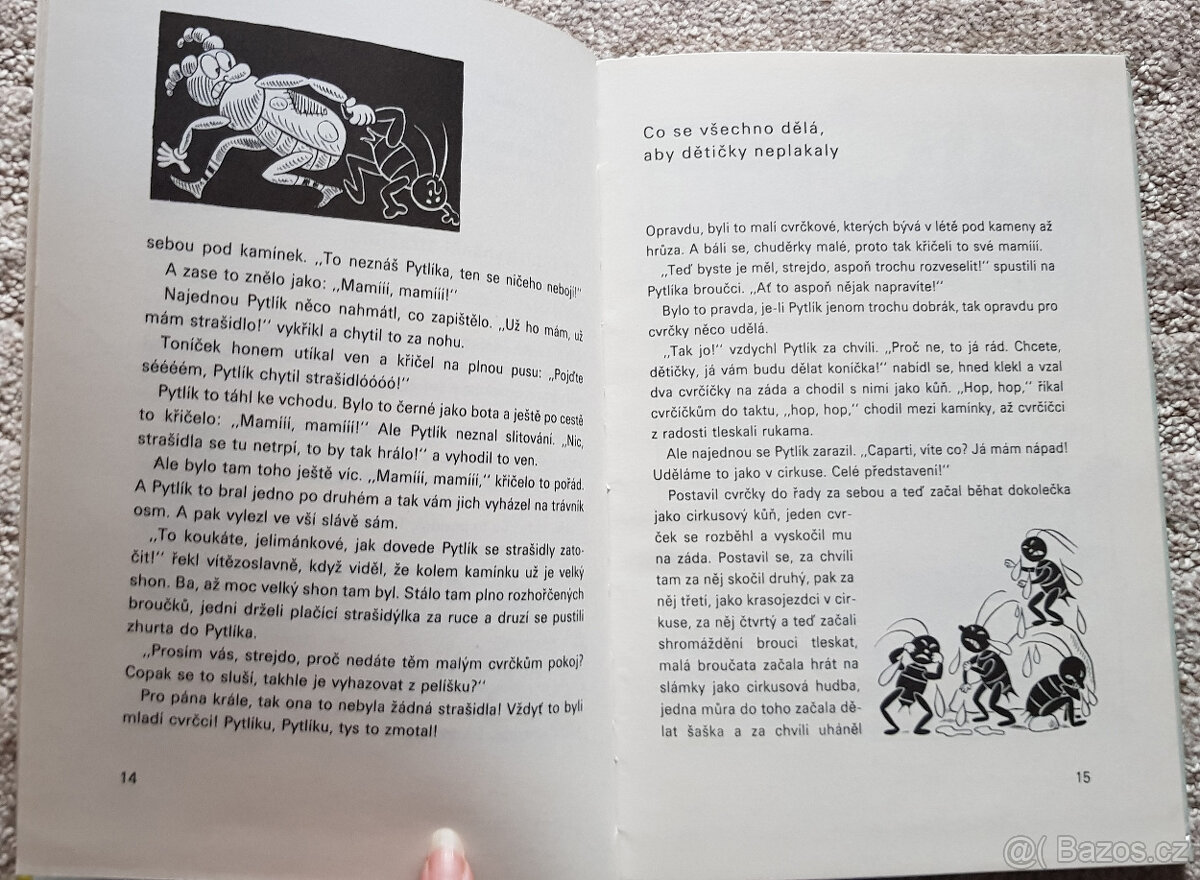 sebou pod kamínek. „To neznáš Pytlíka, ten se ničeho nebojí!"
A zase to znělo jako: „Mamííí, mamííí!"
Najednou Pytlík něco nahmátl, co zapištělo. „Už ho mám, už
mám strašidlo!" vykřikl a chytil to za nohu.
Toníček honem utíkal ven a křičel na plnou pusu: „Pojďte
séééém, Pytlík chytil strašidlóóóó!"
Pytlík to táhl ke vchodu. Bylo to černé jako bota a ještě po cestě
to křičelo: „Mamííí, mamííí!" Ale Pytlík neznal slitování. „Nic,
strašidla se tu netrpí, to by tak hrálo!" a vyhodil to ven.
Ale bylo tam toho ještě víc. „Mamííí, mamííí," křičelo to pořád.
A Pytlík to bral jedno po druhém a tak vám jich vyházel na trávník
osm. A pak vylezl ve vší slávě sám.
„To koukáte, jelimánkové, jak dovede Pytlík se strašidly zato-
čit!" řekl vítězoslavně, když viděl, že kolem kamínku už je velký
shon. Ba, až moc velký shon tam byl. Stálo tam plno rozhořčených
broučků, jedni drželi plačící strašidýlka za ruce a druzí se pustili
zhurta do Pytlíka.
„Prosím vás, strejdo, proč nedáte těm malým cvrčkům pokoj?
Copak se to sluší, takhle je vyhazovat z pelíšku?"
Pro pána krále, tak ona to nebyla žádná strašidla! Vždyť to byli
mladí cvrčci! Pytlíku, Pytlíku, tys to zmotal!
14
Co se všechno dělá,
aby dětičky neplakaly
Opravdu, byli to malí cvrčkové, kterých bývá v létě pod kameny až
hrůza. A báli se, chuděrky malé, proto tak křičeli to své mamííí.
„Teď byste je měl, strejdo, aspoň trochu rozveselit!" spustili na
Pytlíka broučci. „Ať to aspoň nějak napravíte!"
Bylo to pravda, je-li Pytlík jenom trochu dobrák, tak opravdu pro
cvrčky něco udělá.
„Tak jo!" vzdychl Pytlík za chvíli. „Proč ne, to já rád. Chcete,
dětičky, já vám budu dělat koníčka!" nabídl se, hned klekl a vzal
dva cvrčíčky na záda a chodil s nimi jako kůň. „Hop, hop," říkal
cvrčíčkům do taktu, „hop, hop," chodil mezi kamínky, až cvrčíčci
z radosti tleskali rukama.
Ale najednou se Pytlík zarazil. „Caparti, víte co? Já mám nápad!
Uděláme to jako v cirkuse. Celé představení!"
Postavil cvrčky do řady za sebou a teď začal běhat dokolečka
jako cirkusový kůň, jeden cvr-
ček se rozběhl a vyskočil mu
na záda. Postavil se, za chvíli
tam za něj skočil druhý, pak za
něj třetí, jako krasojezdci v cir-
kuse, za něj čtvrtý a teď začali
shromáždění brouci tleskat,
malá broučata začala hrát na
slámky jako cirkusová hudba,
jedna můra do toho začala dě-
lat šaška a za chvíli uháněl
15
@( Bazos.cz